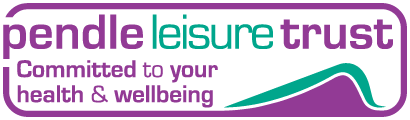 pendle leisure trust
Committed to your
health & wellbeing